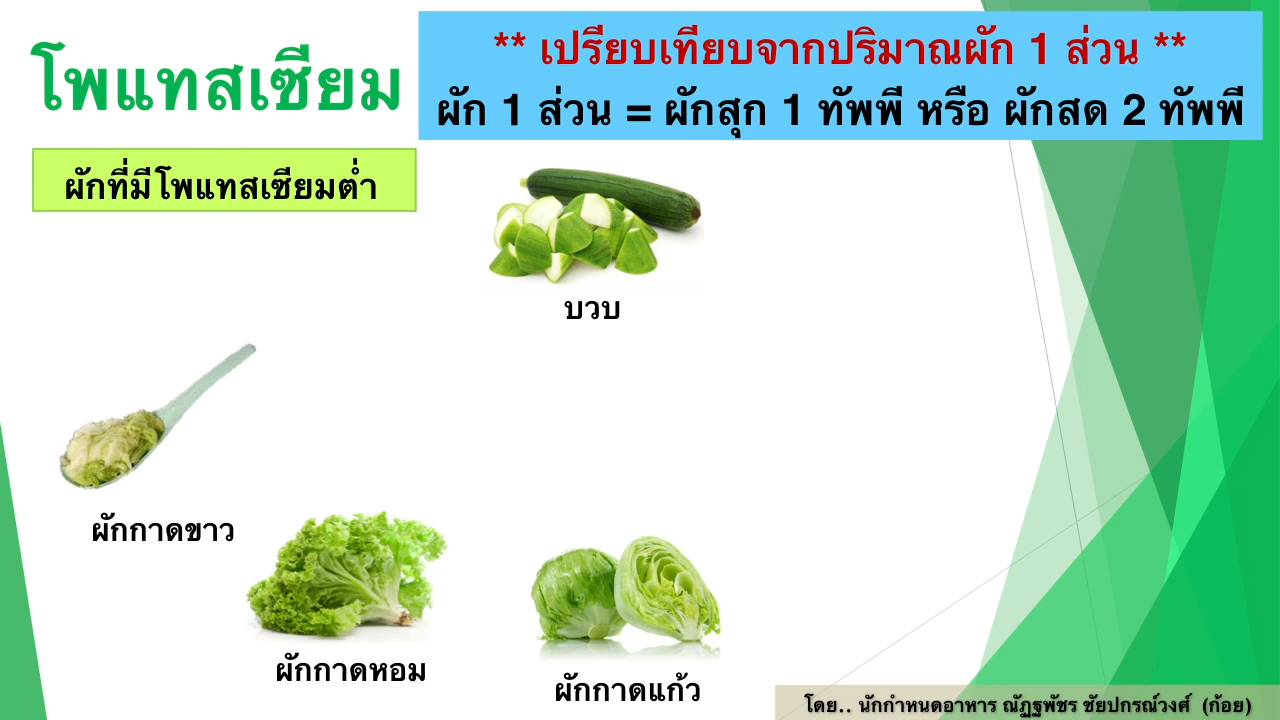 โพแทสเซียม
** เปรียบเทียบจากปริมาณผัก 1 ส่วน **
ผัก 1 ส่วน = ผักสุก 1 ทัพพี หรือ ผักสด 2 ทัพพี
ผักที่มีโพแทสเซียมต่ำ
บวบ
ผักกาดขาว
ผักกาดหอม
ผักกาดแก้ว
โดย.. นักกำหนดอาหาร ณัฏฐพัชร ชัยปกรณ์วงศ์ (ก้อย)